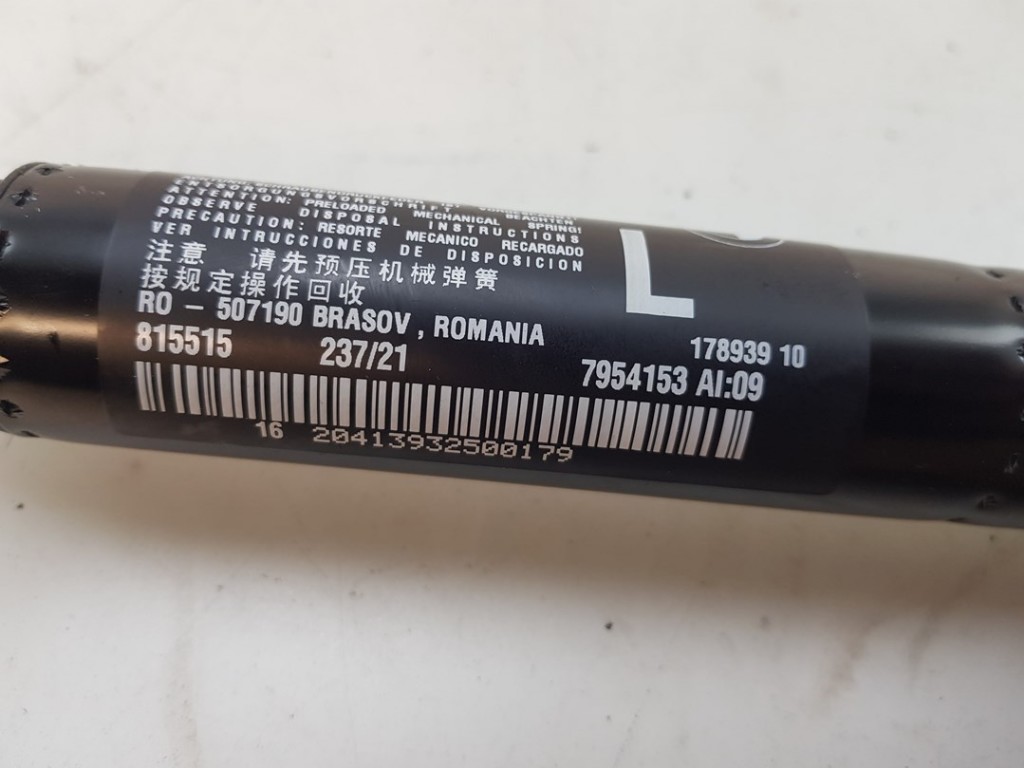 ENTSORGUNGSVORSCHRIFT BEACHTEN
ATTENTION: PRELOADED MECHANICAL SPRING!
OBSERVE DISPOSAL INSTRUCTIONS
PRECAUTION: RESORTE MECANICO RECARGADO
VER INTRUCCIONES DE DISPOSICION
注意 请先预压机械弹簧
按规定操作回收
RO - 507190 BRASOV, ROMANIA
L
178939 10
815515 237/21 7954153 AI:09
16 20413932500179